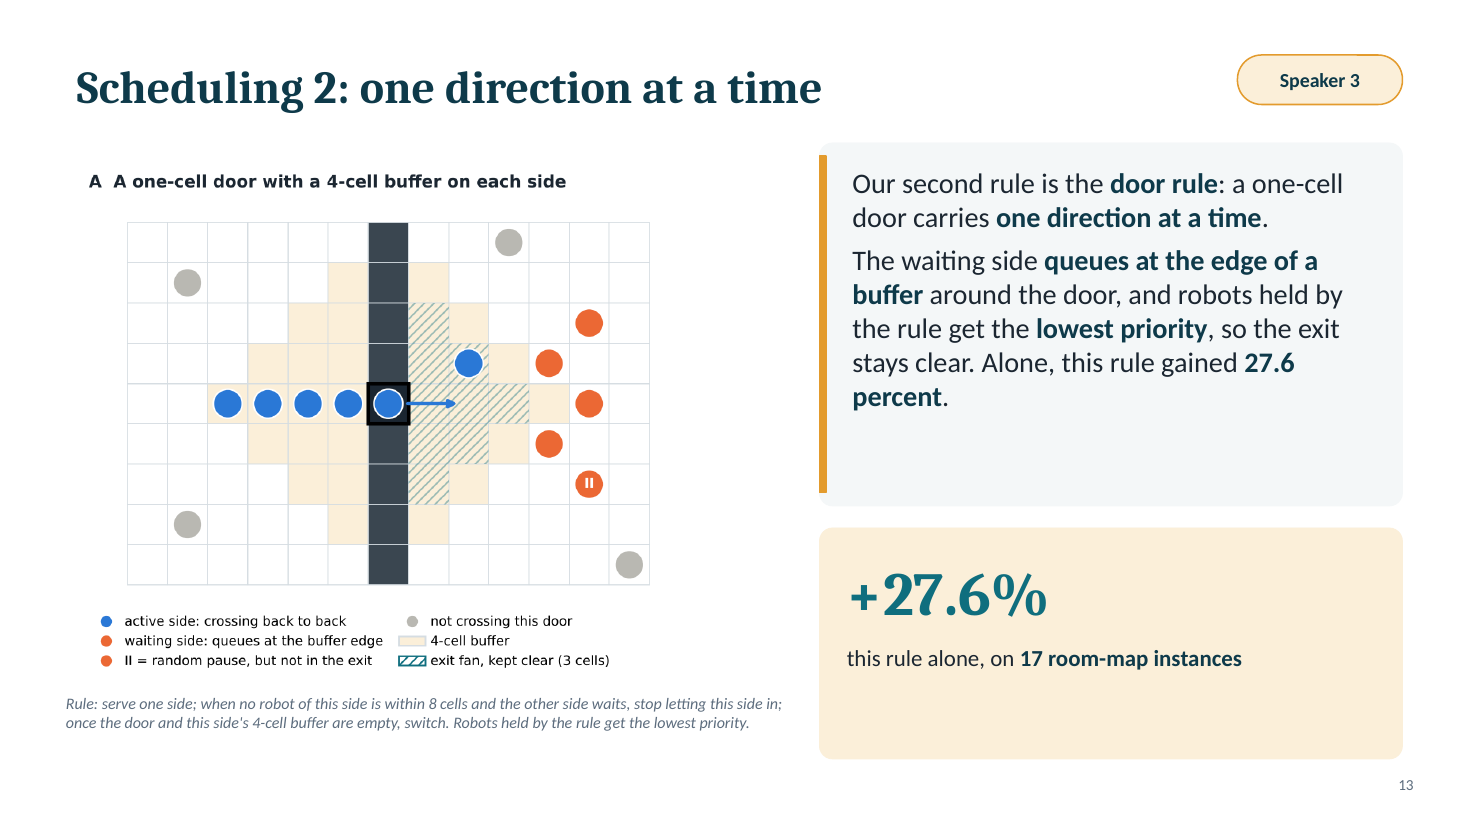 Scheduling 2: one direction at a time
Speaker 3
A  A one-cell door with a 4-cell buffer on each side
II
active side: crossing back to back
waiting side: queues at the buffer edge
II = random pause, but not in the exit
not crossing this door
4-cell buffer
exit fan, kept clear (3 cells)
Rule: serve one side; when no robot of this side is within 8 cells and the other side waits, stop letting this side in;
once the door and this side's 4-cell buffer are empty, switch. Robots held by the rule get the lowest priority.
Our second rule is the door rule: a one-cell
door carries one direction at a time.
The waiting side queues at the edge of a
buffer around the door, and robots held by
the rule get the lowest priority, so the exit
stays clear. Alone, this rule gained 27.6
percent.
+27.6%
this rule alone, on 17 room-map instances
13